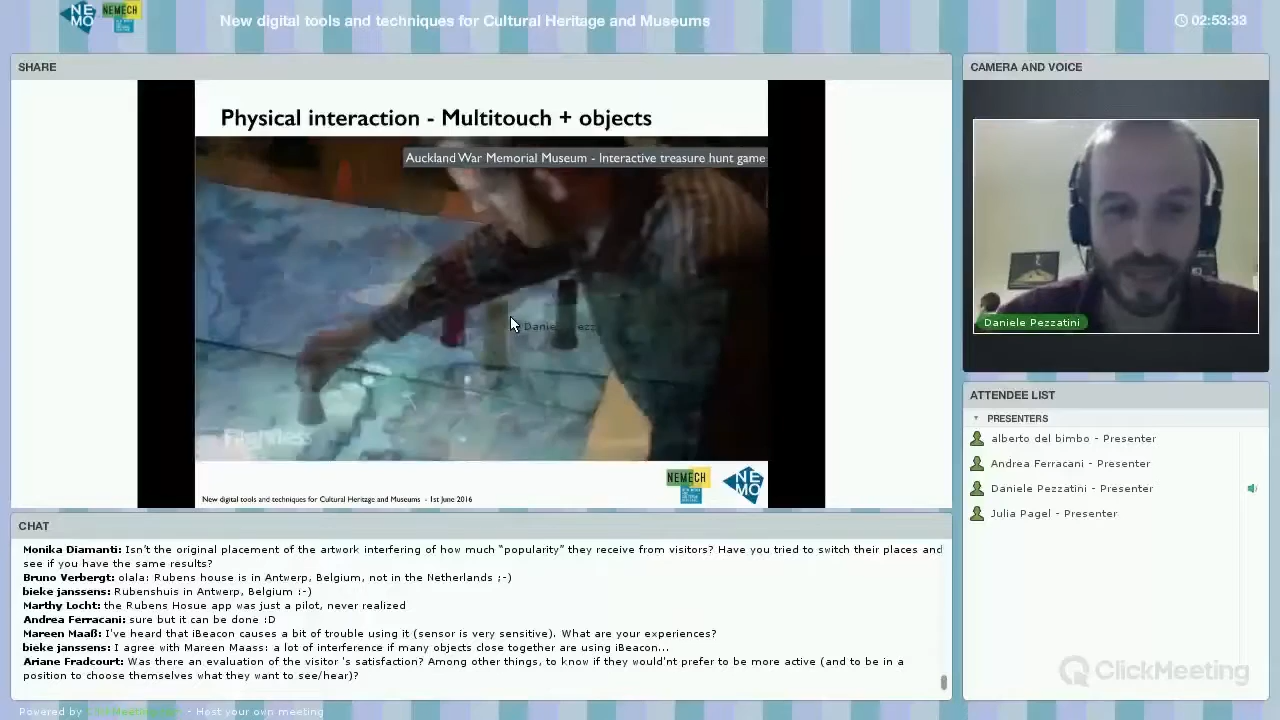 NE
MO
NEMECH
New digital tools and techniques for Cultural Heritage and Museums
02:53:33
SHARE
Physical interaction - Multitouch + objects
Auckland War Memorial Museum - Interactive treasure hunt game
NEMECH
NE
MO
New digital tools and techniques for Cultural Heritage and Museums - 1st June 2016
CAMERA AND VOICE
Daniele Pezzatini
ATTENDEE LIST
PRESENTERS
alberto del bimbo - Presenter
Andrea Ferracani - Presenter
Daniele Pezzatini - Presenter
Julia Pagel - Presenter
CHAT
Monika Diamanti: Isn't the original placement of the artwork interfering of how much “popularity” they receive from visitors? Have you tried to switch their places and
see if you have the same results?
Bruno Verbergt: olala: Rubens house is in Antwerp, Belgium, not in the Netherlands ;-)
bieke janssens: Rubenshuis in Antwerp, Belgium :-)
Marthy Locht: the Rubens Hosue app was just a pilot, never realized
Andrea Ferracani: sure but it can be done :D
Mareen Maaß: I've heard that iBeacon causes a bit of trouble using it (sensor is very sensitive). What are your experiences?
bieke janssens: I agree with Mareen Maass: a lot of interference if many objects close together are using iBeacon...
Ariane Fradcourt: Was there an evaluation of the visitor 's satisfaction? Among other things, to know if they would'nt prefer to be more active (and to be in a
position to choose themselves what they want to see/hear)?
ClickMeeting
Powered by - Host your own meeting